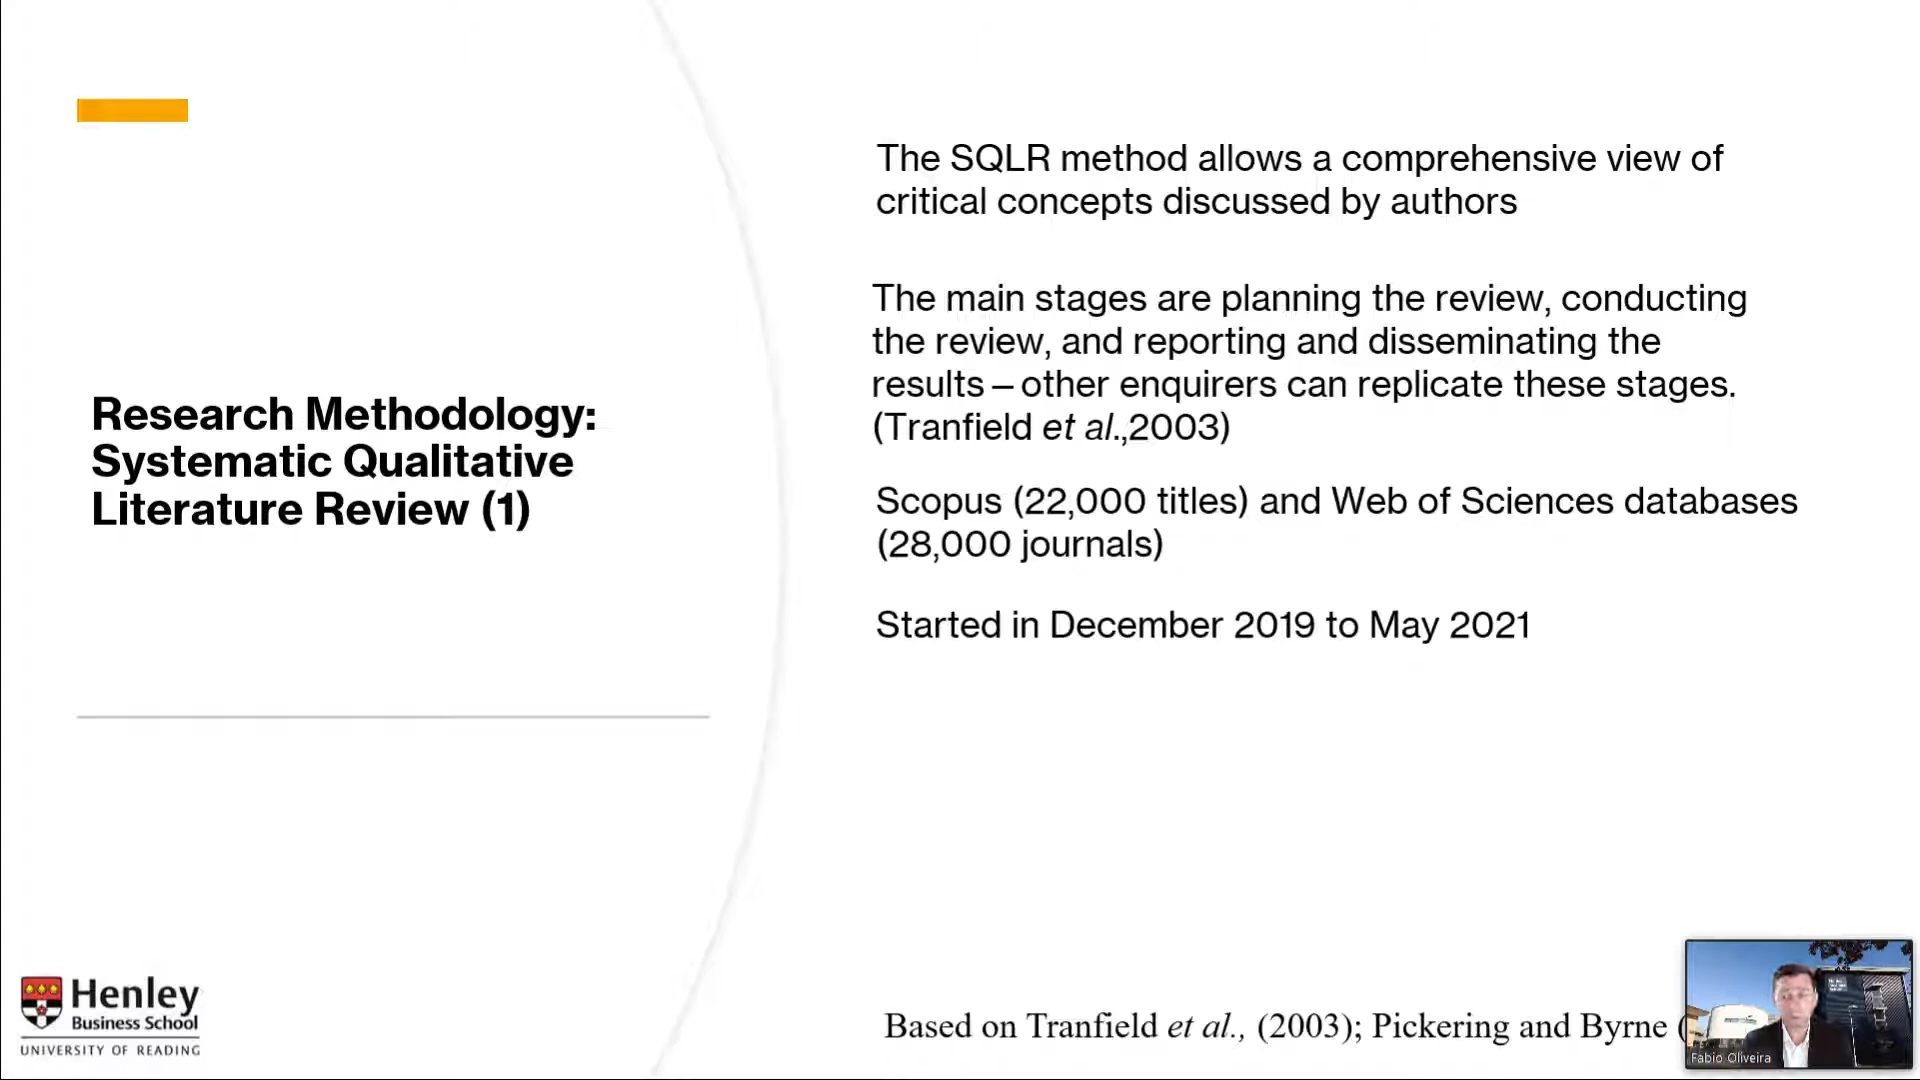 Research Methodology:
Systematic Qualitative
Literature Review (1)
The SQLR method allows a comprehensive view of
critical concepts discussed by authors
The main stages are planning the review, conducting
the review, and reporting and disseminating the
results – other enquirers can replicate these stages.
(Tranfield et al.,2003)
Scopus (22,000 titles) and Web of Sciences databases
(28,000 journals)
Started in December 2019 to May 2021
Henley
Business School
UNIVERSITY OF READING
Based on Tranfield et al., (2003); Pickering and Byrne (
Fabio Oliveira